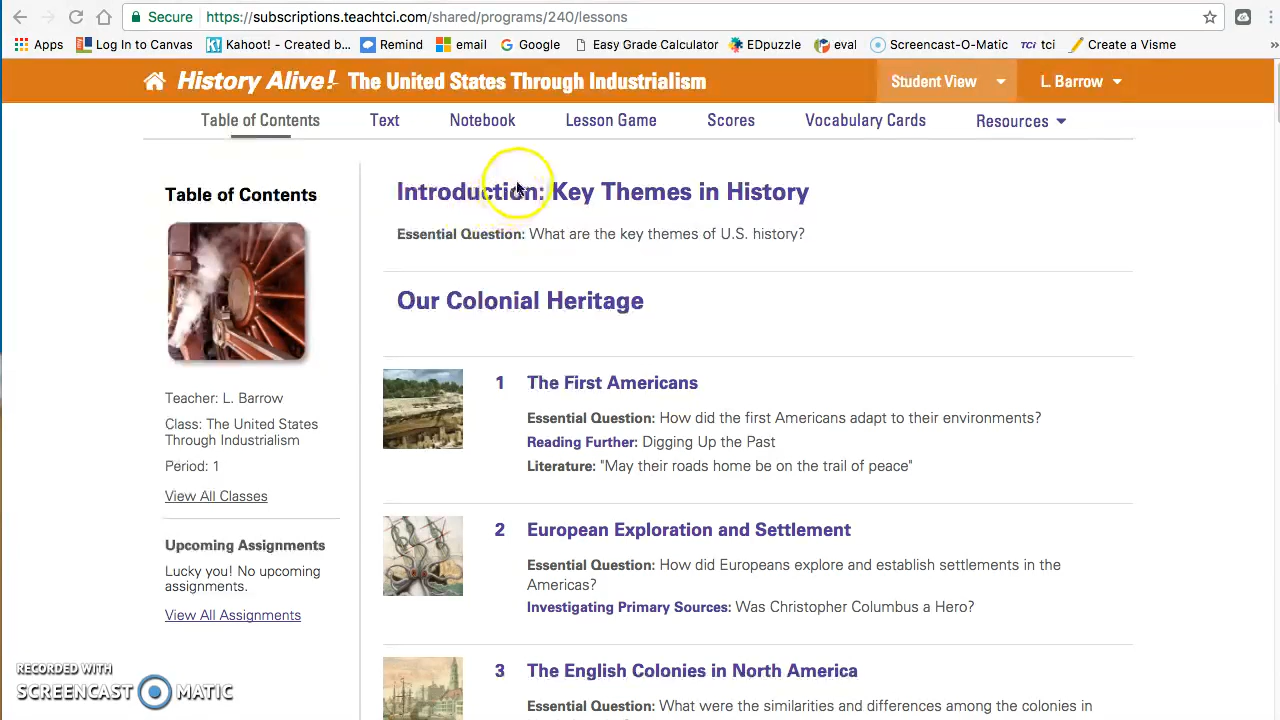 Secure https://subscriptions.teachtci.com/shared/programs/240/lessons
Apps Log In to Canvas Kahoot! - Created b... Remind email Google Easy Grade Calculator EDpuzzle eval Screencast-O-Matic TCi tci Create a Visme »
History Alive! The United States Through Industrialism Student View L. Barrow
Table of Contents Text Notebook Lesson Game Scores Vocabulary Cards Resources
Table of Contents
Teacher: L. Barrow
Class: The United States
Through Industrialism
Period: 1
View All Classes
Upcoming Assignments
Lucky you! No upcoming
assignments.
View All Assignments
Introduction: Key Themes in History
Essential Question: What are the key themes of U.S. history?
Our Colonial Heritage
1 The First Americans
Essential Question: How did the first Americans adapt to their environments?
Reading Further: Digging Up the Past
Literature: "May their roads home be on the trail of peace"
2 European Exploration and Settlement
Essential Question: How did Europeans explore and establish settlements in the
Americas?
Investigating Primary Sources: Was Christopher Columbus a Hero?
3 The English Colonies in North America
Essential Question: What were the similarities and differences among the colonies in
RECORDED WITH
SCREENCAST MATIC